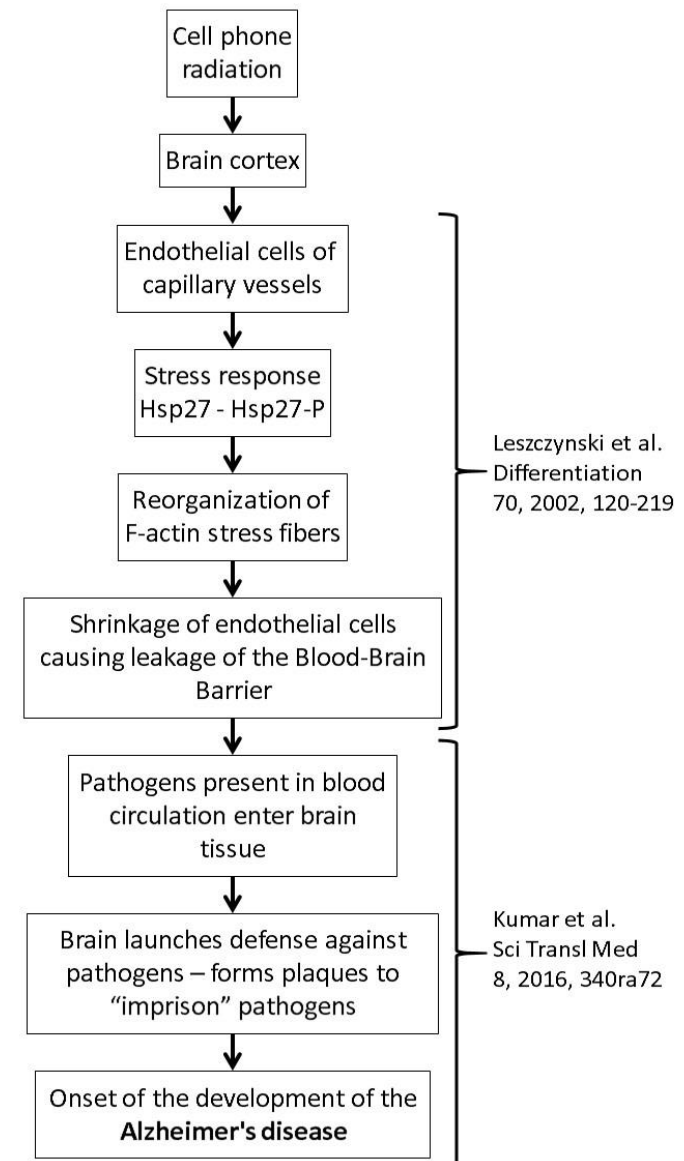 Cell phone
radiation
Brain cortex
Endothelial cells of
capillary vessels
Stress response
Hsp27 - Hsp27-P
Reorganization of
F-actin stress fibers
Shrinkage of endothelial cells
causing leakage of the Blood-Brain
Barrier
Leszczynski et al.
Differentiation
70, 2002, 120-219
Pathogens present in blood
circulation enter brain
tissue
Brain launches defense against
pathogens – forms plaques to
“imprison” pathogens
Onset of the development of the
Alzheimer's disease
Kumar et al.
Sci Transl Med
8, 2016, 340ra72